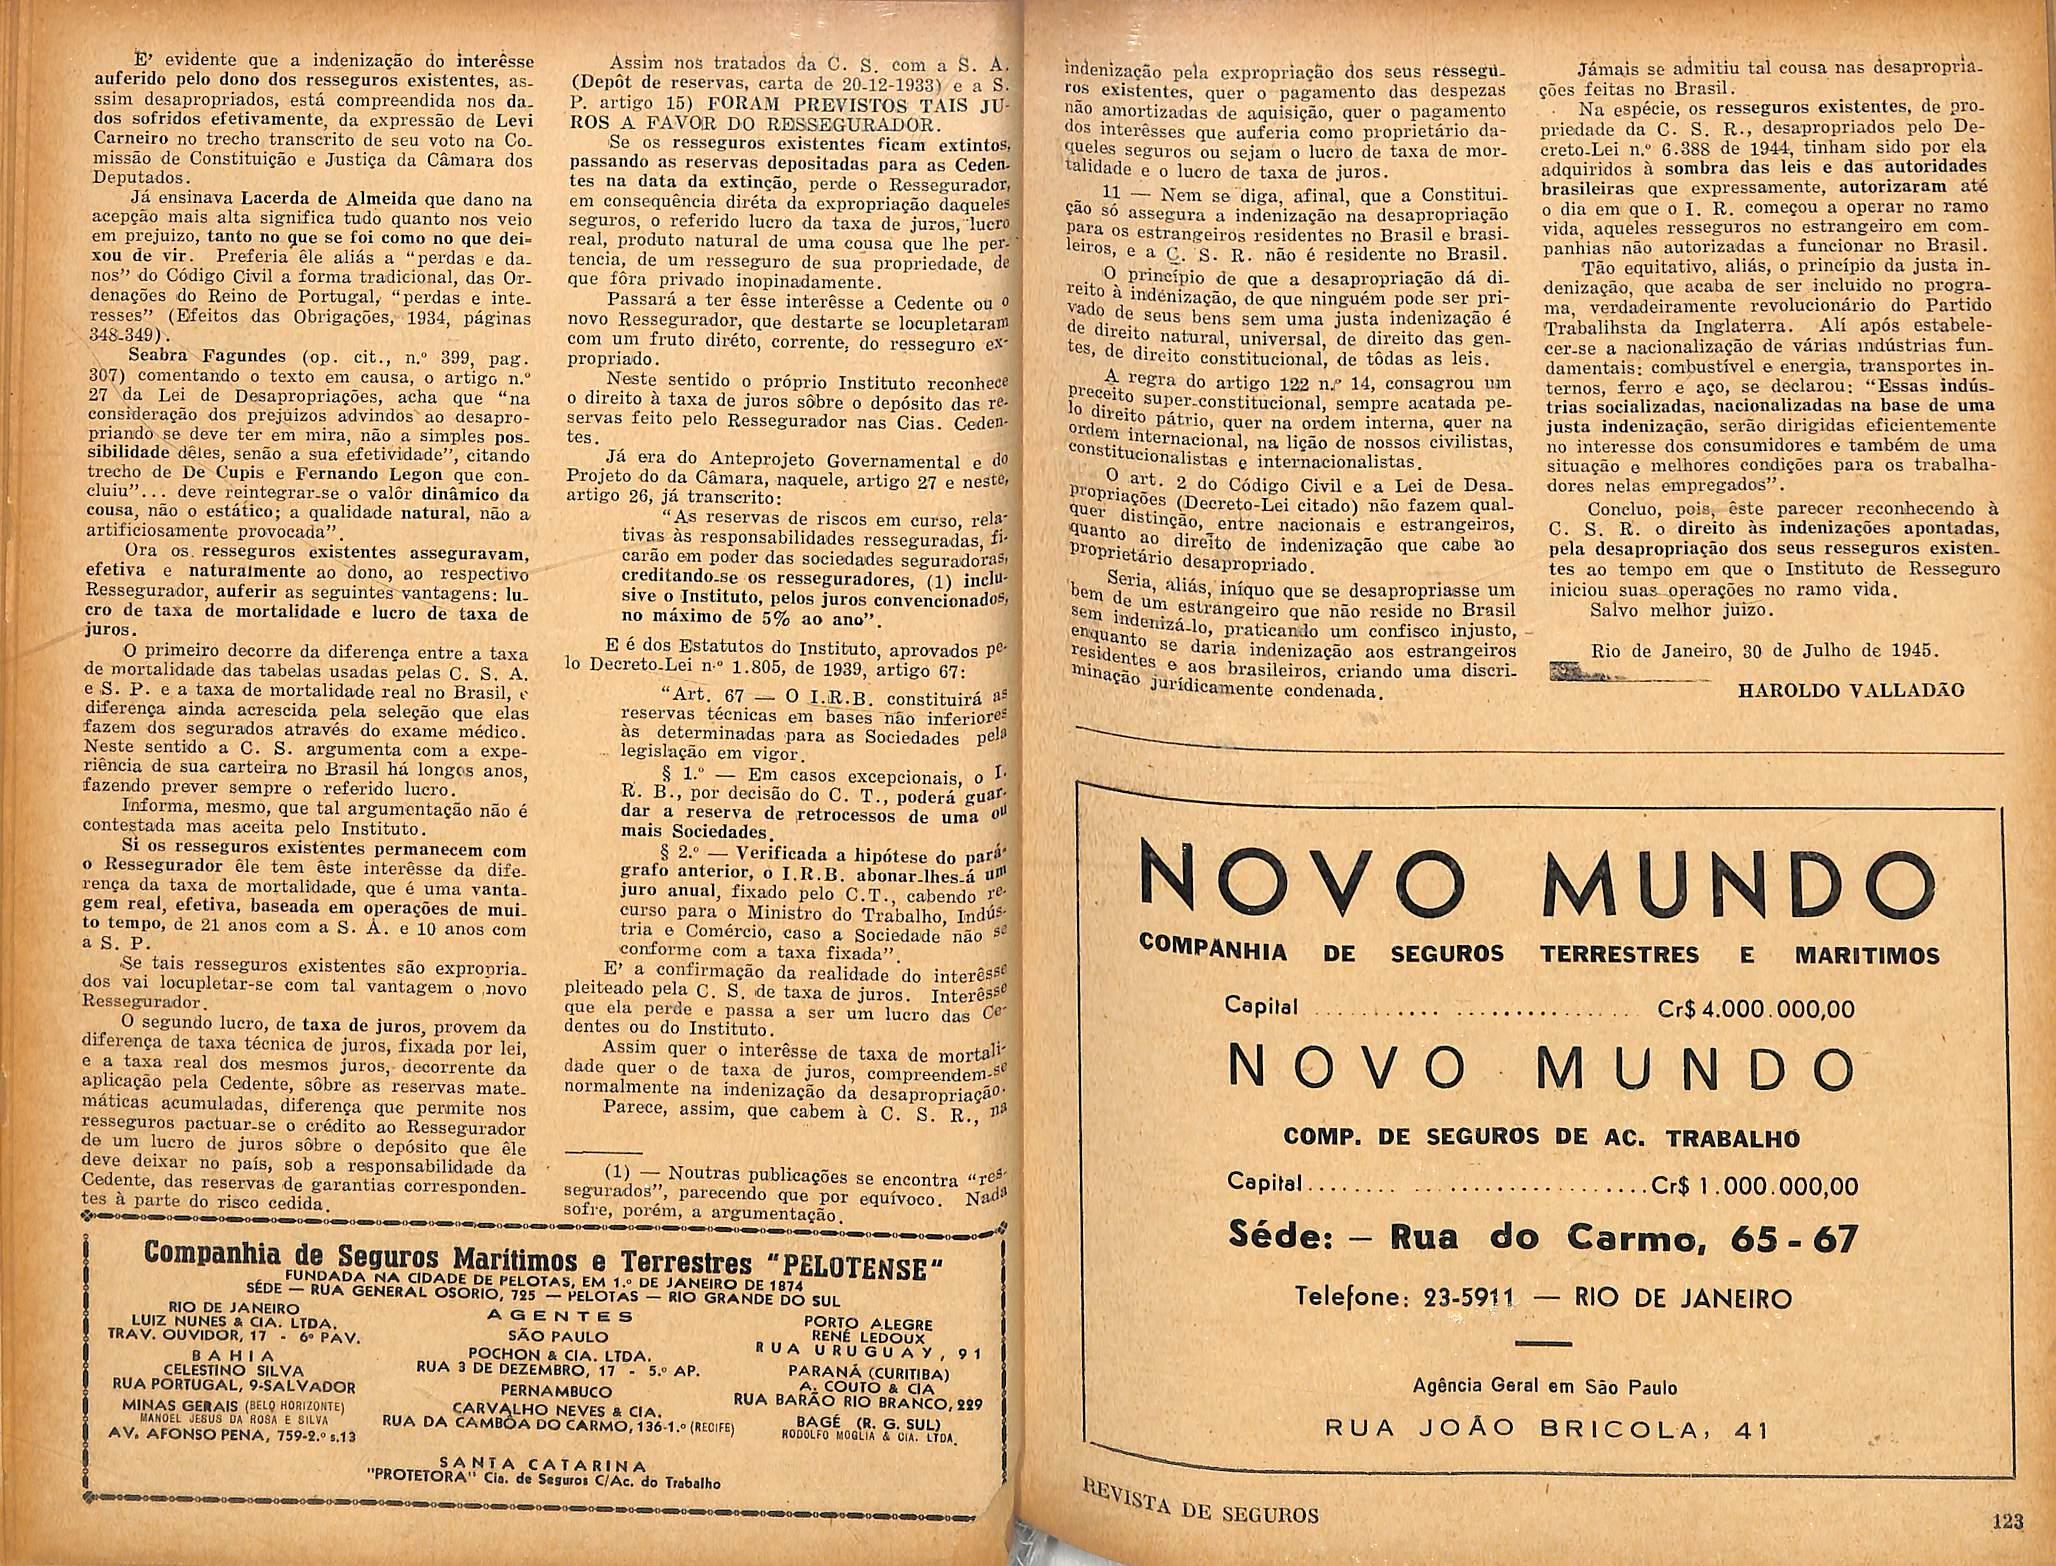 E' evidente que a indenização do interêsse
auferido pelo dono dos resseguros existentes, as-
ssim desapropriados, está compreendida nos da-
dos sofridos efetivamente, da expressão de Levi
Carneiro no trecho transcrito de seu voto na Co-
missão de Constituição e Justiça da Câmara dos
Deputados.
Já ensinava Lacerda de Almeida que dano na
acepção mais alta significa tudo quanto nos veio
em prejuizo, tanto no que se foi como no que dei-
xou de vir. Preferia êle aliás a "perdas e da-
nos" do Código Civil a forma tradicional, das Or-
denações do Reino de Portugal, "perdas e inte-
resses" (Efeitos das Obrigações, 1934, páginas
348-349).
Seabra Fagundes (op. cit., n.º 399, pag.
307) comentando o texto em causa, o artigo n.º
27 da Lei de Desapropriações, acha que "na
consideração dos prejuizos advindos ao desapro-
priando se deve ter em mira, não a simples pos-
sibilidade dêles, senão a sua efetividade", citando
trecho de De Cupis e Fernando Legon que con-
cluiu"... deve reintegrar-se o valôr dinâmico da
cousa, não o estático; a qualidade natural, não a
artificiosamente provocada".
Ora os resseguros existentes asseguravam,
efetiva e naturalmente ao dono, ao respectivo
Ressegurador, auferir as seguintes vantagens: lu-
cro de taxa de mortalidade e lucro de taxa de
juros.
O primeiro decorre da diferença entre a taxa
de mortalidade das tabelas usadas pelas C. S. A.
e S. P. e a taxa de mortalidade real no Brasil, e
diferença ainda acrescida pela seleção que elas
fazem dos segurados através do exame médico.
Neste sentido a C. S. argumenta com a expe-
riência de sua carteira no Brasil há longos anos,
fazendo prever sempre o referido lucro.
Informa, mesmo, que tal argumentação não é
contestada mas aceita pelo Instituto.
Si os resseguros existentes permanecem com
o Ressegurador êle tem êste interêsse da dife-
rença da taxa de mortalidade, que é uma vanta-
gem real, efetiva, baseada em operações de mui-
to tempo, de 21 anos com a S. A. e 10 anos com
a S. P.
Se tais resseguros existentes são expropria-
dos vai locupletar-se com tal vantagem o novo
Ressegurador.
O segundo lucro, de taxa de juros, provem da
diferença de taxa técnica de juros, fixada por lei,
e a taxa real dos mesmos juros, decorrente da
aplicação pela Cedente, sôbre as reservas mate-
máticas acumuladas, diferença que permite nos
resseguros pactuar-se o crédito ao Ressegurador
de um lucro de juros sôbre o depósito que êle
deve deixar no país, sob a responsabilidade da
Cedente, das reservas de garantias corresponden-
tes à parte do risco cedida.
Assim nos tratados da C. S. com a S. A.
(Depôt de reservas, carta de 20-12-1933) e a S.
P. artigo 15) FORAM PREVISTOS TAIS JU-
ROS A FAVOR DO RESSEGURADOR.
Se os resseguros existentes ficam extintos,
passando as reservas depositadas para as Ceden-
tes na data da extinção, perde o Ressegurador,
em consequência diréta da expropriação daqueles
seguros, o referido lucro da taxa de juros, lucro
real, produto natural de uma cousa que lhe per-
tencia, de um resseguro de sua propriedade, de
que fôra privado inopinadamente.
Passará a ter êsse interêsse a Cedente ou o
novo Ressegurador, que destarte se locupletaram
com um fruto diréto, corrente, do resseguro ex-
propriado.
Neste sentido o próprio Instituto reconhece
o direito à taxa de juros sôbre o depósito das re-
servas feito pelo Ressegurador nas Cias. Ceden-
tes.
Já era do Anteprojeto Governamental e do
Projeto do da Câmara, naquele, artigo 27 e neste,
artigo 26, já transcrito:
"As reservas de riscos em curso, rela-
tivas às responsabilidades resseguradas, fi-
carão em poder das sociedades seguradoras,
creditando-se os resseguradores, (1) inclu-
sive o Instituto, pelos juros convencionados,
no máximo de 5% ao ano".
E é dos Estatutos do Instituto, aprovados pe-
lo Decreto-Lei n.º 1.805, de 1939, artigo 67:
"Art. 67 — O I.R.B. constituirá as
reservas técnicas em bases não inferiores
às determinadas para as Sociedades pela
legislação em vigor.
§ 1.º — Em casos excepcionais, o I.
R. B., por decisão do C. T., poderá guar-
dar a reserva de retrocessos de uma ou
mais Sociedades.
§ 2.º — Verificada a hipótese do pará-
grafo anterior, o I.R.B. abonar-lhes-á um
juro anual, fixado pelo C.T., cabendo re-
curso para o Ministro do Trabalho, Indús-
tria e Comércio, caso a Sociedade não se
conforme com a taxa fixada".
E' a confirmação da realidade do interêsse
pleiteado pela C. S. de taxa de juros. Interêsse
que ela perde e passa a ser um lucro das Ce-
dentes ou do Instituto.
Assim quer o interêsse de taxa de mortali-
dade quer o de taxa de juros, compreendem-se
normalmente na indenização da desapropriação.
Parece, assim, que cabem à C. S. R., na
(1) — Noutras publicações se encontra "res-
segurados", parecendo que por equívoco. Nada
sofre, porém, a argumentação.
Companhia de Seguros Marítimos e Terrestres "PELOTENSE"
FUNDADA NA CIDADE DE PELOTAS, EM 1.º DE JANEIRO DE 1874
SÉDE — RUA GENERAL OSORIO, 725 — PELOTAS — RIO GRANDE DO SUL
AGENTES
RIO DE JANEIRO
LUIZ NUNES & CIA. LTDA.
TRAV. OUVIDOR, 17 - 6º PAV.
BAHIA
CELESTINO SILVA
RUA PORTUGAL, 9-SALVADOR
MINAS GERAIS (BELO HORIZONTE)
MANOEL JESUS DA ROSA E SILVA
AV. AFONSO PENA, 759-2.º s.13
SÃO PAULO
POCHON & CIA. LTDA.
RUA 3 DE DEZEMBRO, 17 - 5.º AP.
PERNAMBUCO
CARVALHO NEVES & CIA.
RUA DA CAMBÔA DO CARMO, 136-1.º (RECIFE)
PORTO ALEGRE
RENÉ LEDOUX
RUA URUGUAY, 91
PARANÁ (CURITIBA)
A. COUTO & CIA
RUA BARÃO RIO BRANCO, 229
BAGÉ (R. G. SUL)
RODOLFO MOGLIA & CIA. LTDA.
SANTA CATARINA
"PROTETORA" Cia. de Seguros C/Ac. do Trabalho
indenização pela expropriação dos seus ressegu-
ros existentes, quer o pagamento das despezas
não amortizadas de aquisição, quer o pagamento
dos interêsses que auferia como proprietário da-
queles seguros ou sejam o lucro de taxa de mor-
talidade e o lucro de taxa de juros.
11 — Nem se diga, afinal, que a Constitui-
ção só assegura a indenização na desapropriação
para os estrangeiros residentes no Brasil e brasi-
leiros, e a C. S. R. não é residente no Brasil.
O princípio de que a desapropriação dá di-
reito à indenização, de que ninguém pode ser pri-
vado de seus bens sem uma justa indenização é
de direito natural, universal, de direito das gen-
tes, de direito constitucional, de tôdas as leis.
A regra do artigo 122 n.º 14, consagrou um
preceito super-constitucional, sempre acatada pe-
lo direito pátrio, quer na ordem interna, quer na
ordem internacional, na lição de nossos civilistas,
constitucionalistas e internacionalistas.
O art. 2 do Código Civil e a Lei de Desa-
propriações (Decreto-Lei citado) não fazem qual-
quer distinção, entre nacionais e estrangeiros,
quanto ao direito de indenização que cabe ao
proprietário desapropriado.
Seria, aliás, iníquo que se desapropriasse um
bem de um estrangeiro que não reside no Brasil
sem indenizá-lo, praticando um confisco injusto,
enquanto se daria indenização aos estrangeiros
residentes e aos brasileiros, criando uma discri-
minação jurídicamente condenada.
Jámais se admitiu tal cousa nas desapropria-
ções feitas no Brasil.
Na espécie, os resseguros existentes, de pro-
priedade da C. S. R., desapropriados pelo De-
creto-Lei n.º 6.388 de 1944, tinham sido por ela
adquiridos à sombra das leis e das autoridades
brasileiras que expressamente, autorizaram até
o dia em que o I. R. começou a operar no ramo
vida, aqueles resseguros no estrangeiro em com-
panhias não autorizadas a funcionar no Brasil.
Tão equitativo, aliás, o princípio da justa in-
denização, que acaba de ser incluido no progra-
ma, verdadeiramente revolucionário do Partido
Trabalihsta da Inglaterra. Alí após estabele-
cer-se a nacionalização de várias indústrias fun-
damentais: combustível e energia, transportes in-
ternos, ferro e aço, se declarou: "Essas indús-
trias socializadas, nacionalizadas na base de uma
justa indenização, serão dirigidas eficientemente
no interesse dos consumidores e também de uma
situação e melhores condições para os trabalha-
dores nelas empregados".
Concluo, pois, êste parecer reconhecendo à
C. S. R. o direito às indenizações apontadas,
pela desapropriação dos seus resseguros existen-
tes ao tempo em que o Instituto de Resseguro
iniciou suas operações no ramo vida.
Salvo melhor juizo.
Rio de Janeiro, 30 de Julho de 1945.
HAROLDO VALLADÃO
NOVO MUNDO
COMPANHIA DE SEGUROS TERRESTRES E MARITIMOS
Capital ........... ................ Cr$ 4.000.000,00
NOVO MUNDO
COMP. DE SEGUROS DE AC. TRABALHO
Capital........ .....................Cr$ 1.000.000,00
Séde: — Rua do Carmo, 65-67
Telefone: 23-5911 — RIO DE JANEIRO
Agência Geral em São Paulo
RUA JOÃO BRICOLA, 41
REVISTA DE SEGUROS
123